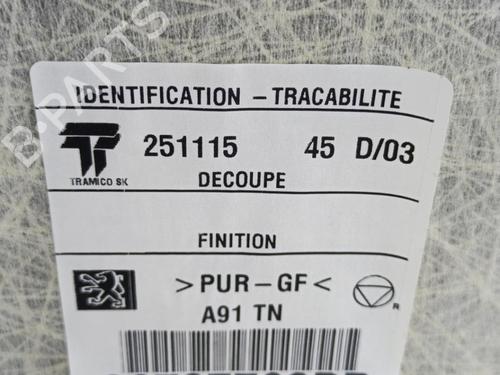 B-PARTS
IDENTIFICATION - TRACABILITE
TRAMICO SK
251115 45 D/03
DECOUPE
FINITION
>PUR-GF<
R
A91 TN